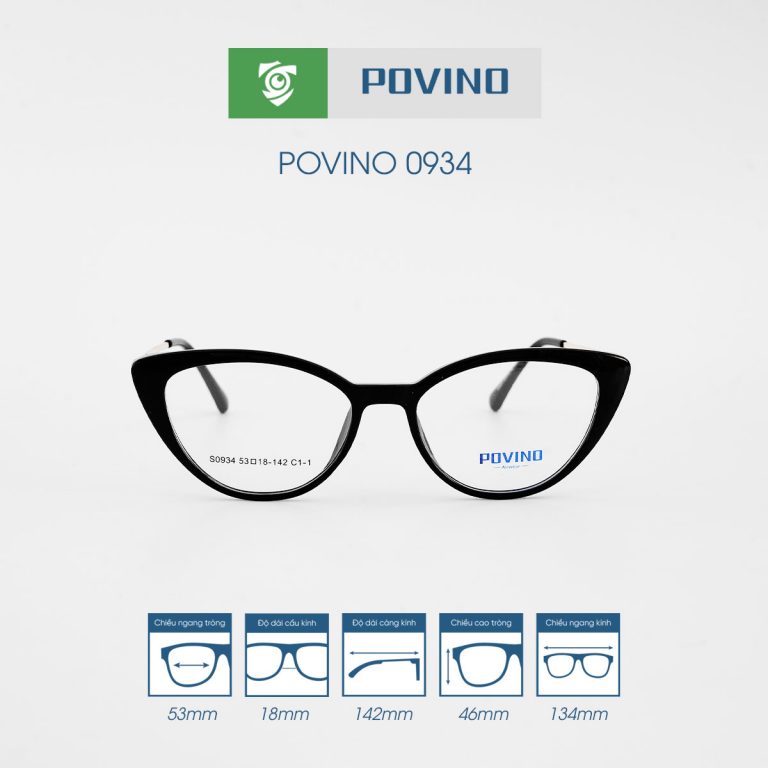 POVINO
POVINO 0934
S0934 53□18-142 C1-1
POVINO
Chiều ngang tròng
Độ dài cầu kính
Độ dài càng kính
Chiều cao tròng
Chiều ngang kính
53mm
18mm
142mm
46mm
134mm